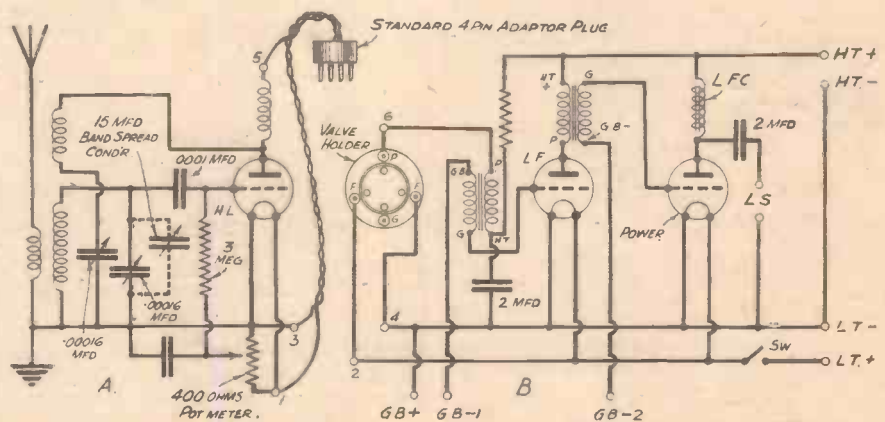 STANDARD 4 PIN ADAPTOR PLUG
5
15 MFD
BAND SPREAD
COND'R
.0001 MFD
HL
3
MEG
.00016
MFD
.00016
MFD
A
400 OHMS
POT METER.
1
3
VALVE
HOLDER
6
P
F
F
G
4
2
GB-
G
P
HT
2 MFD
HT
+
P
G
GB-
LF
LFC
2 MFD
POWER
LS
HT+
HT-
LT-
LT.+
SW
B
GB+
GB-1
GB-2